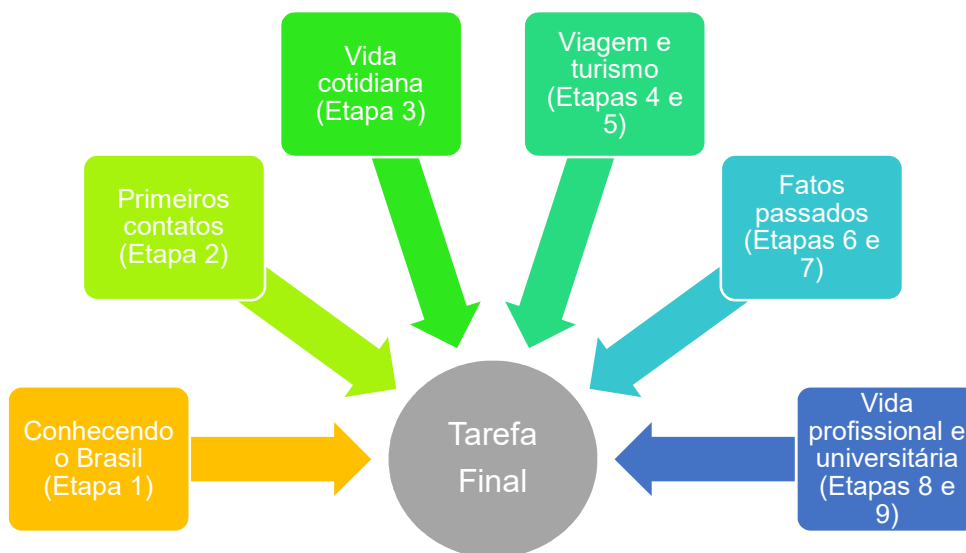 Conhecendo
o Brasil
(Etapa 1)
Primeiros
contatos
(Etapa 2)
Vida
cotidiana
(Etapa 3)
Viagem e
turismo
(Etapas 4 e
5)
Fatos
passados
(Etapas 6 e
7)
Vida
profissional e
universitária
(Etapas 8 e
9)
Tarefa
Final